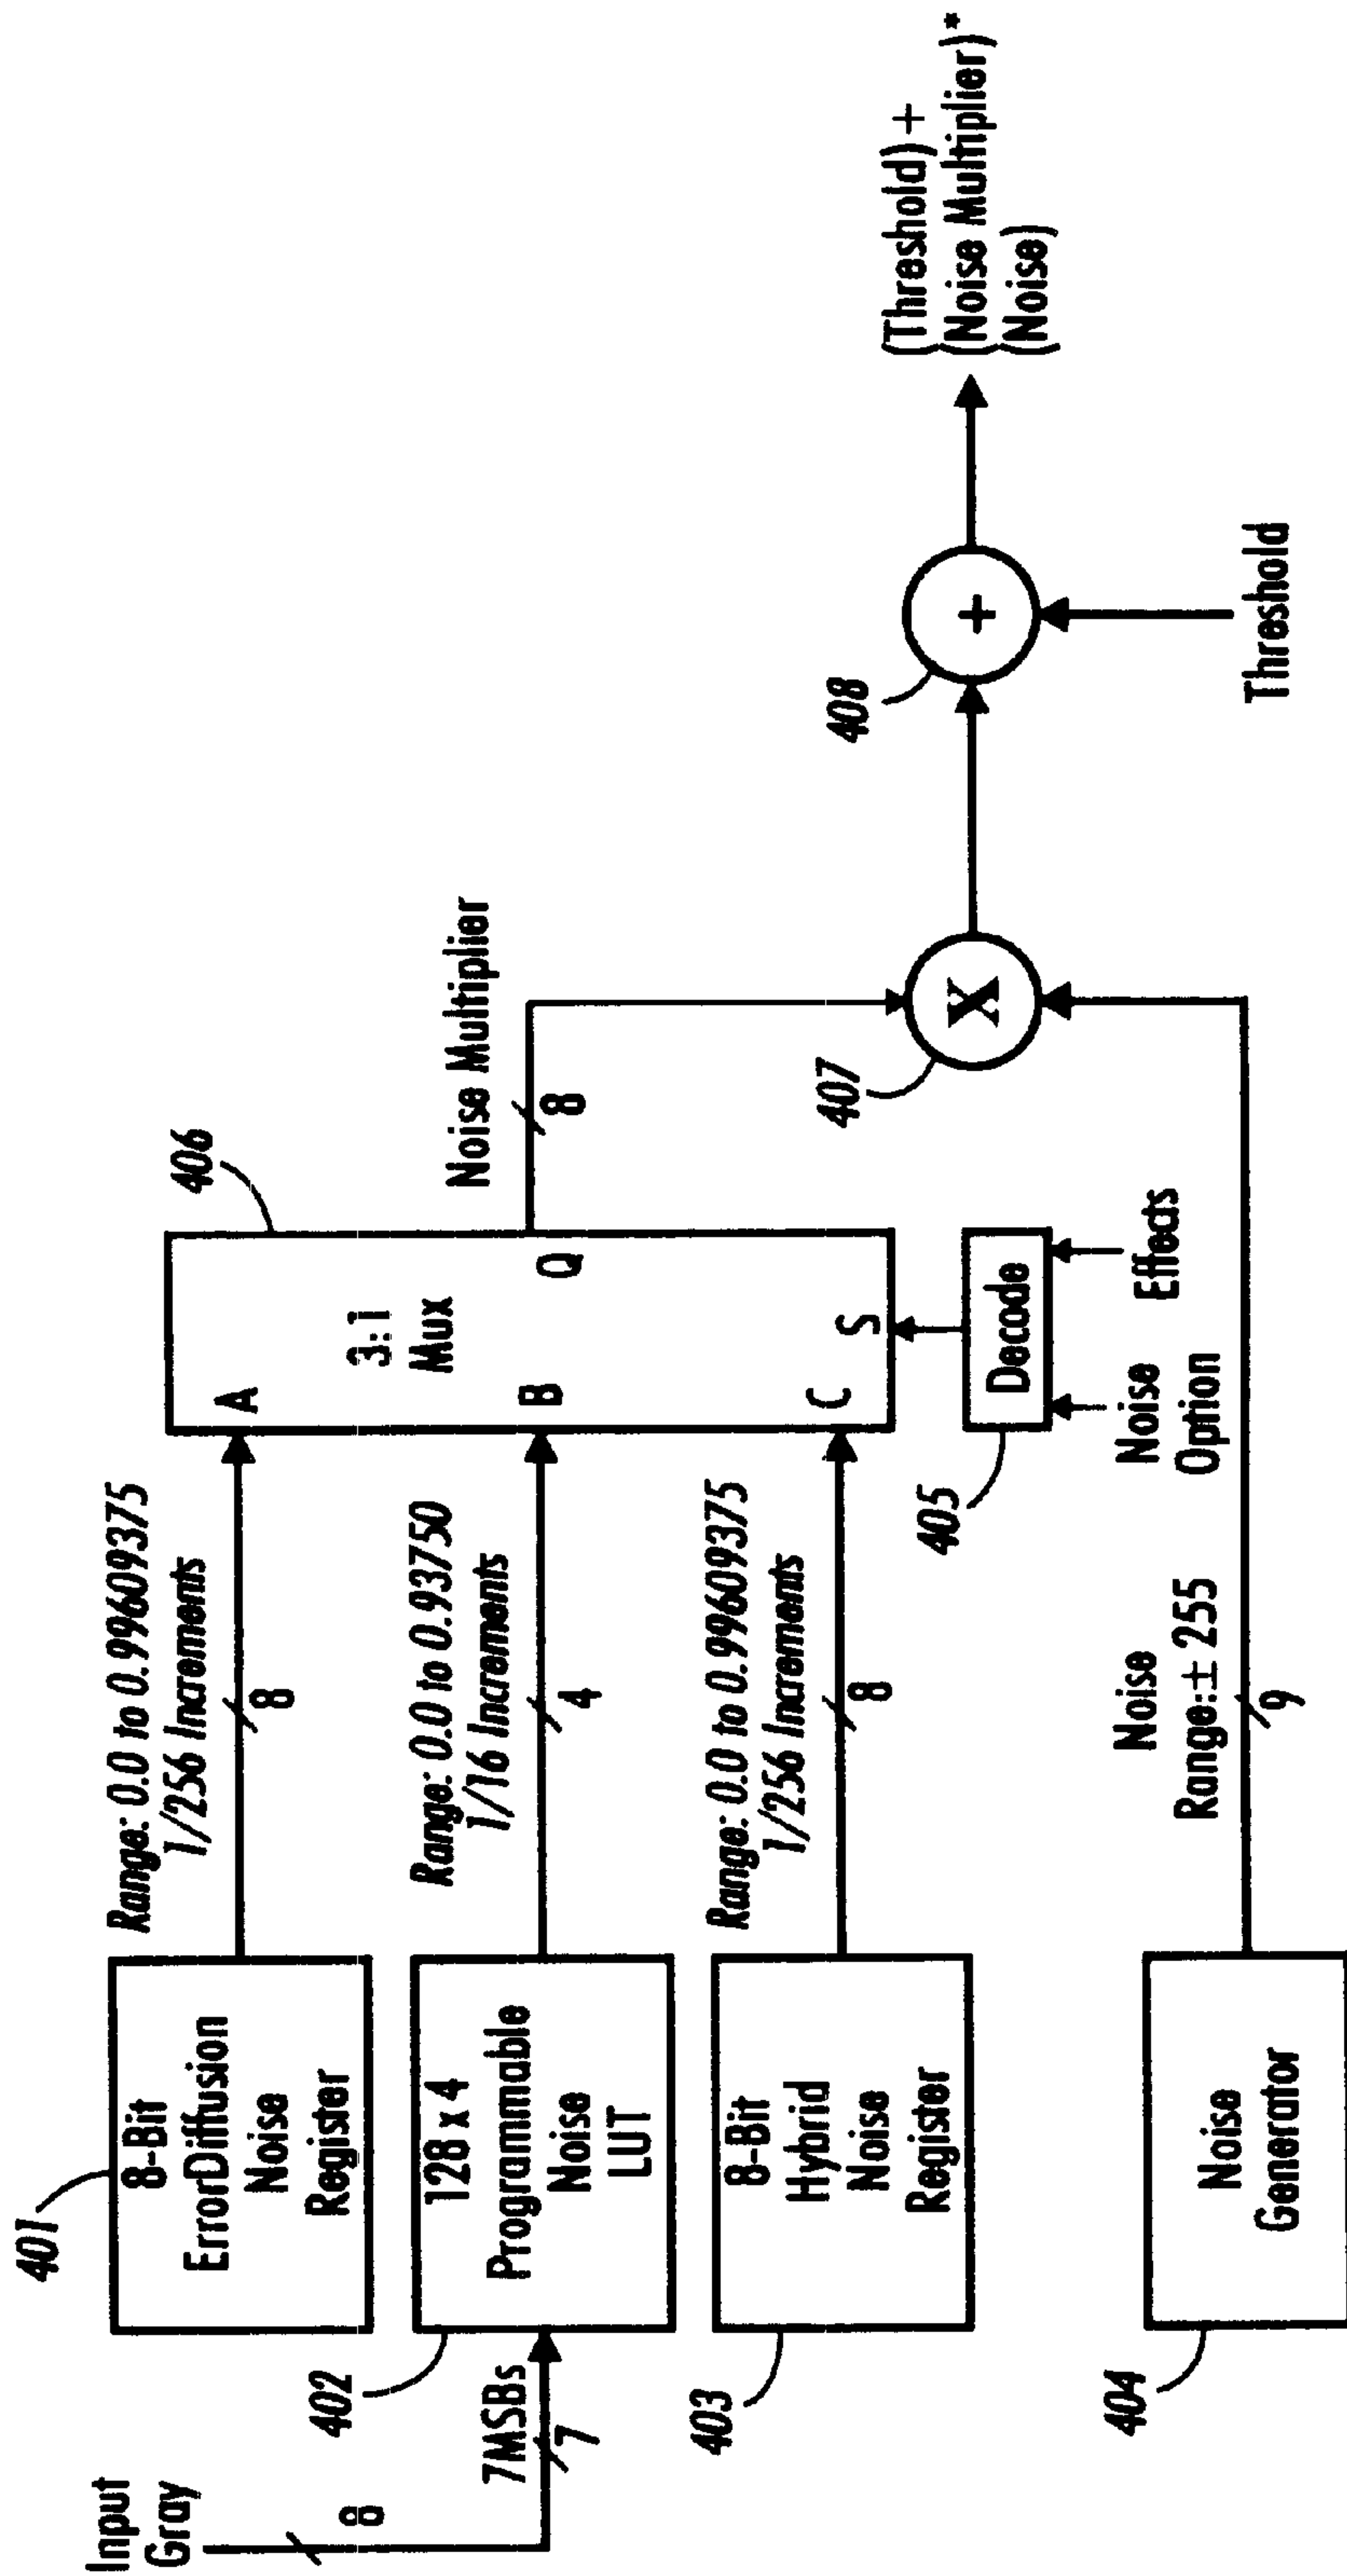 Input
Gray
8
7MSBs
7
401
8-Bit
ErrorDiffusion
Noise
Register
402
128 x 4
Programmable
Noise
LUT
403
8-Bit
Hybrid
Noise
Register
404
Noise
Generator
Range: 0.0 to 0.99609375
1/256 Increments
8
Range: 0.0 to 0.93750
1/16 Increments
4
Range: 0.0 to 0.99609375
1/256 Increments
8
Noise
Range:± 255
9
406
A
3:1
Mux
B
Q
C
S
405
Decode
Noise
Option
Effects
Noise Multiplier
8
407
X
408
+
Threshold
(Threshold)+
(Noise Multiplier)*
(Noise)